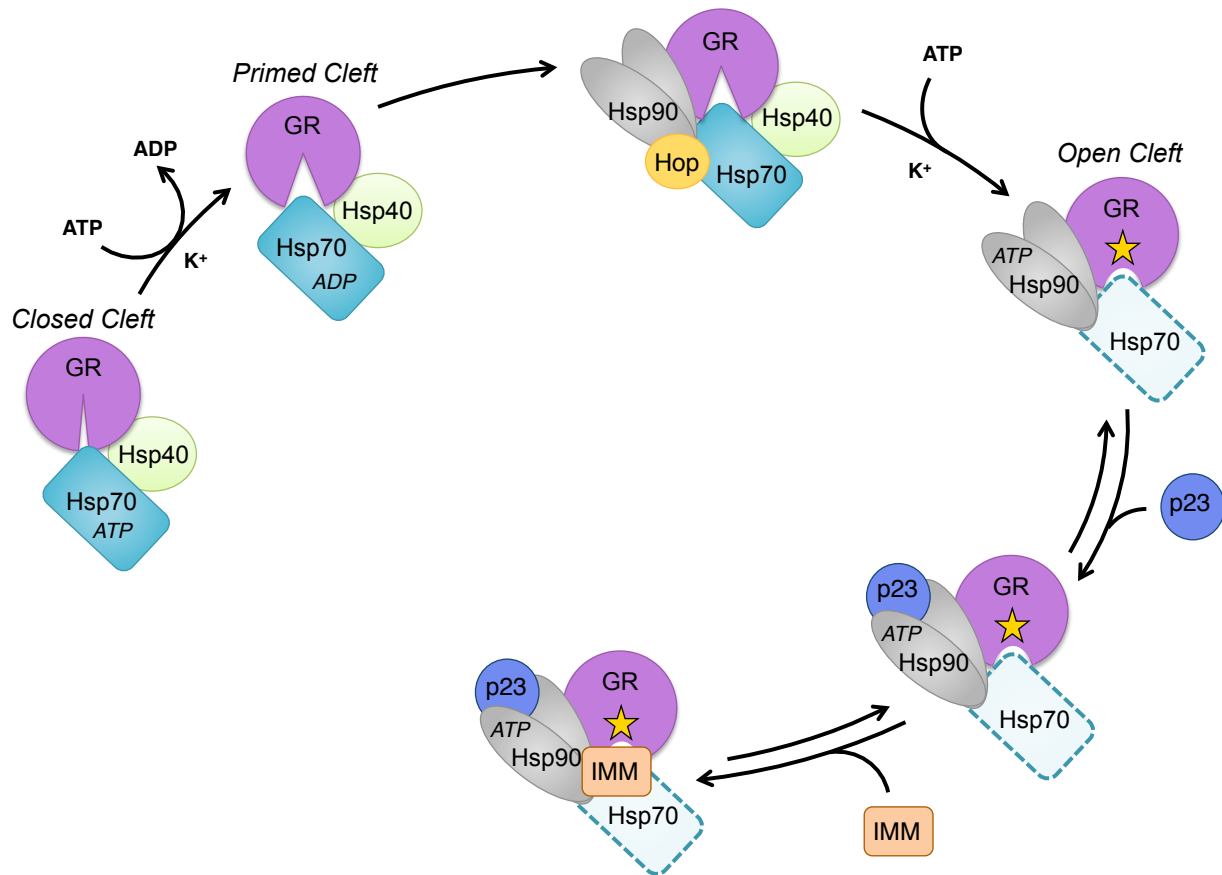 Closed Cleft
GR
Hsp40
Hsp70
ATP
ATP
ADP
K⁺
Primed Cleft
GR
Hsp40
Hsp70
ADP
GR
Hsp90
Hsp40
Hop
Hsp70
ATP
K⁺
Open Cleft
GR
ATP
Hsp90
Hsp70
p23
p23
GR
ATP
Hsp90
Hsp70
IMM
p23
GR
ATP
Hsp90
IMM
Hsp70